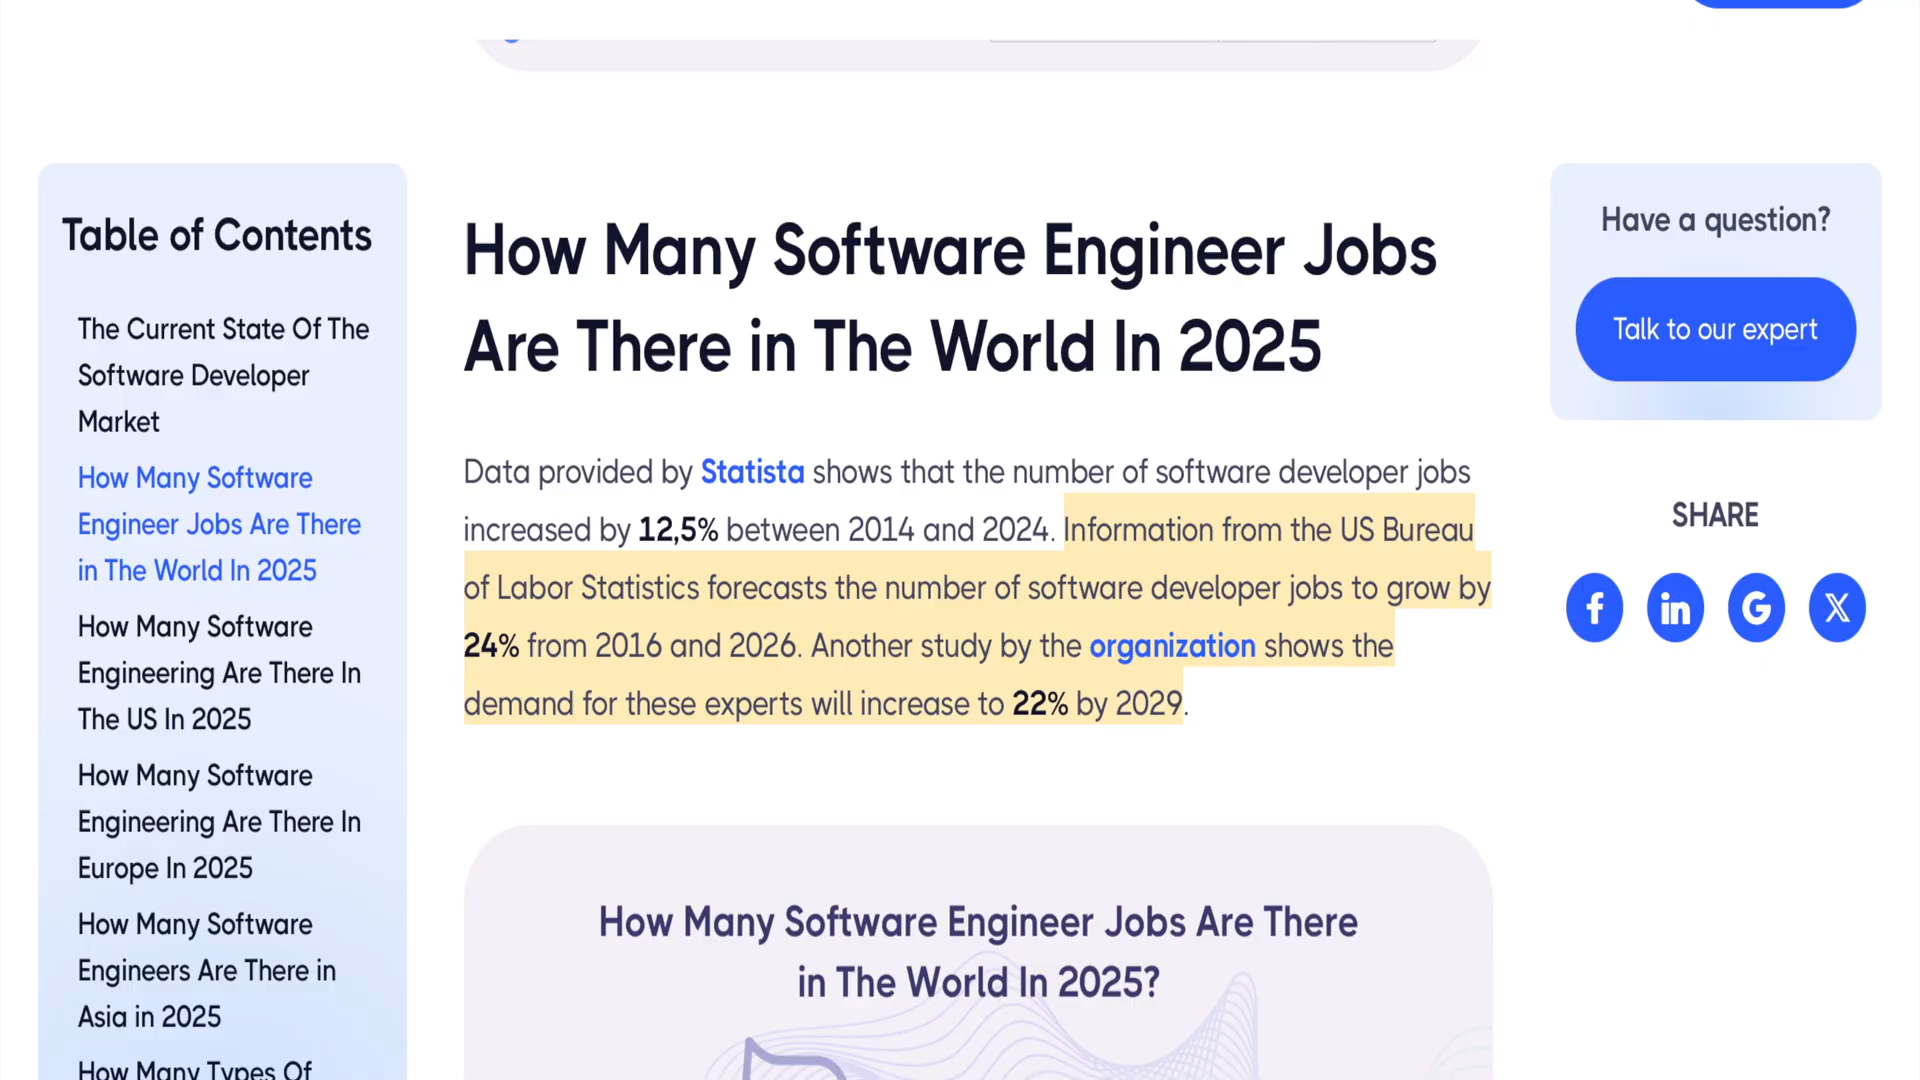 Table of Contents
The Current State Of The
Software Developer
Market
How Many Software
Engineer Jobs Are There
in The World In 2025
How Many Software
Engineering Are There In
The US In 2025
How Many Software
Engineering Are There In
Europe In 2025
How Many Software
Engineers Are There in
Asia in 2025
How Many Types Of
How Many Software Engineer Jobs
Are There in The World In 2025
Data provided by Statista shows that the number of software developer jobs
increased by 12,5% between 2014 and 2024. Information from the US Bureau
of Labor Statistics forecasts the number of software developer jobs to grow by
24% from 2016 and 2026. Another study by the organization shows the
demand for these experts will increase to 22% by 2029.
How Many Software Engineer Jobs Are There
in The World In 2025?
Have a question?
Talk to our expert
SHARE